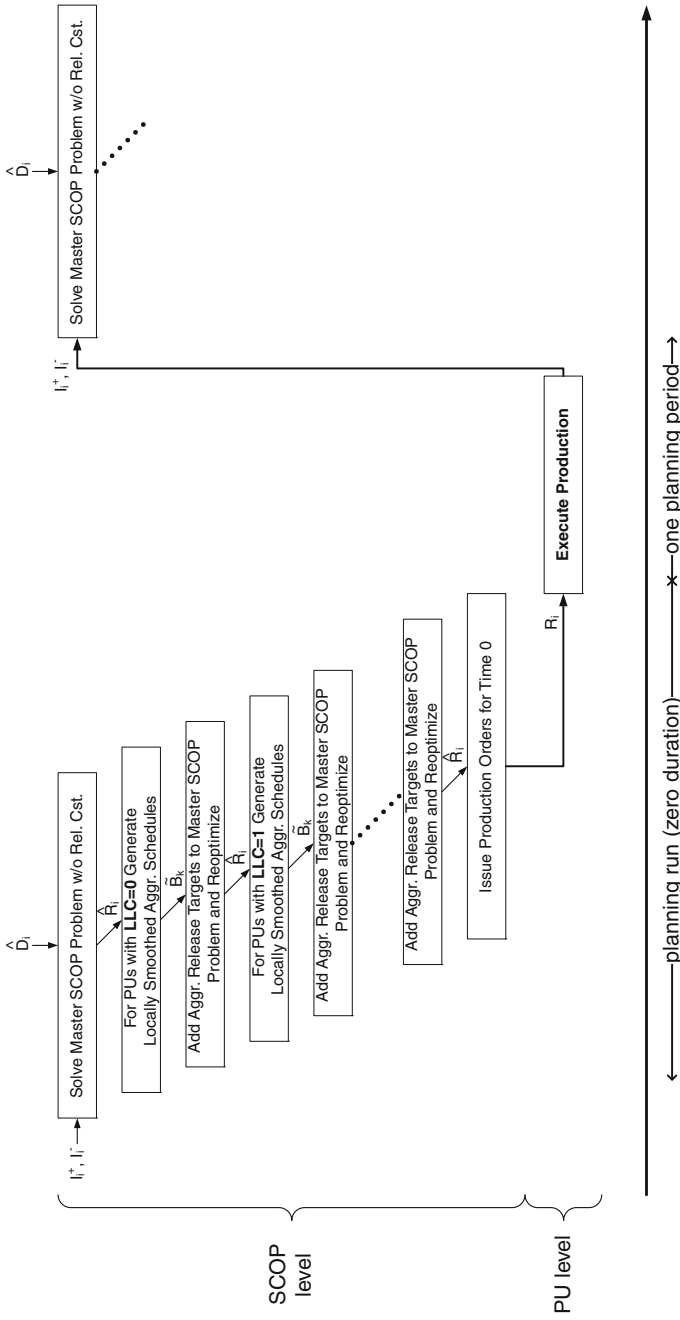 D̂ᵢ
D̂ᵢ
Iᵢ⁺, Iᵢ⁻
Solve Master SCOP Problem w/o Rel. Cst.
Iᵢ⁺, Iᵢ⁻
Solve Master SCOP Problem w/o Rel. Cst.
R̂ᵢ
For PUs with LLC=0 Generate
Locally Smoothed Aggr. Schedules
B̃ₖ
Add Aggr. Release Targets to Master SCOP
Problem and Reoptimize
R̂ᵢ
SCOP
level
For PUs with LLC=1 Generate
Locally Smoothed Aggr. Schedules
B̃ₖ
Add Aggr. Release Targets to Master SCOP
Problem and Reoptimize
Add Aggr. Release Targets to Master SCOP
Problem and Reoptimize
R̂ᵢ
Issue Production Orders for Time 0
Rᵢ
PU level
Execute Production
planning run (zero duration)
one planning period